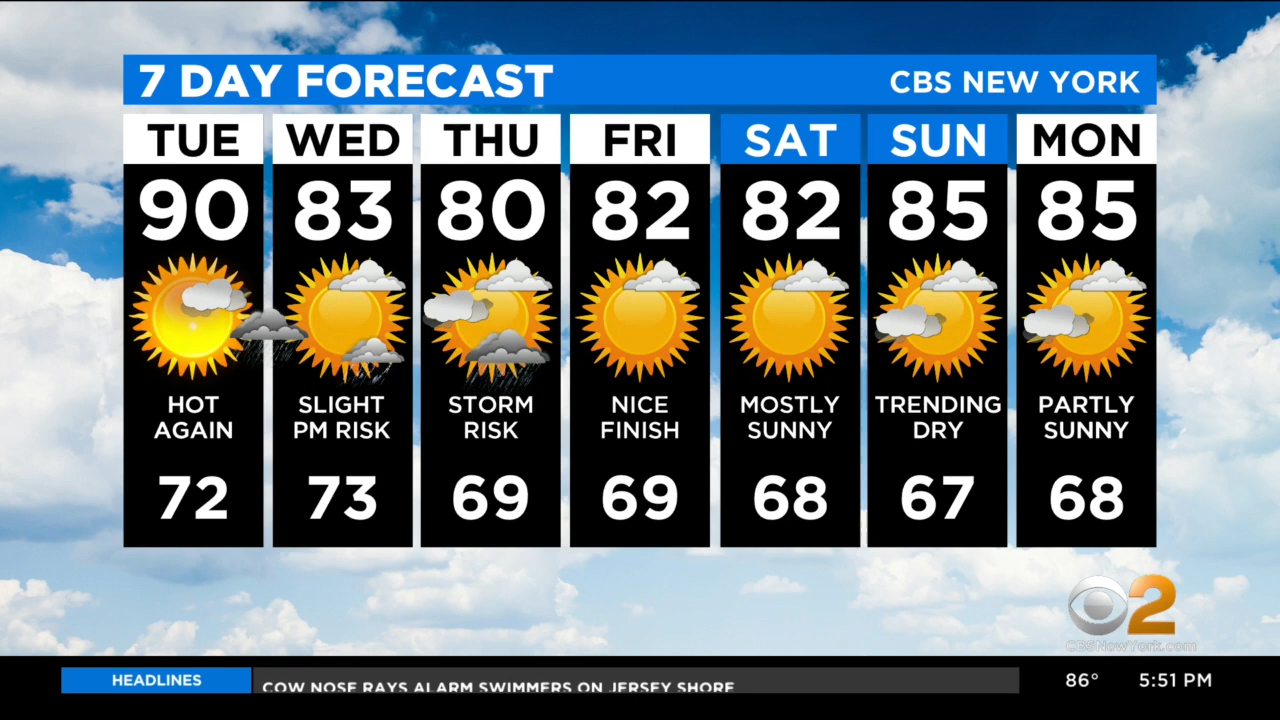 7 DAY FORECAST CBS NEW YORK
TUE WED THU FRI SAT SUN MON
90 83 80 82 82 85 85
HOT SLIGHT STORM NICE MOSTLY TRENDING PARTLY
AGAIN PM RISK RISK FINISH SUNNY DRY SUNNY
72 73 69 69 68 67 68
2
CBSNewYork.com
HEADLINES COW NOSE RAYS ALARM SWIMMERS ON JERSEY SHORE 86° 5:51 PM